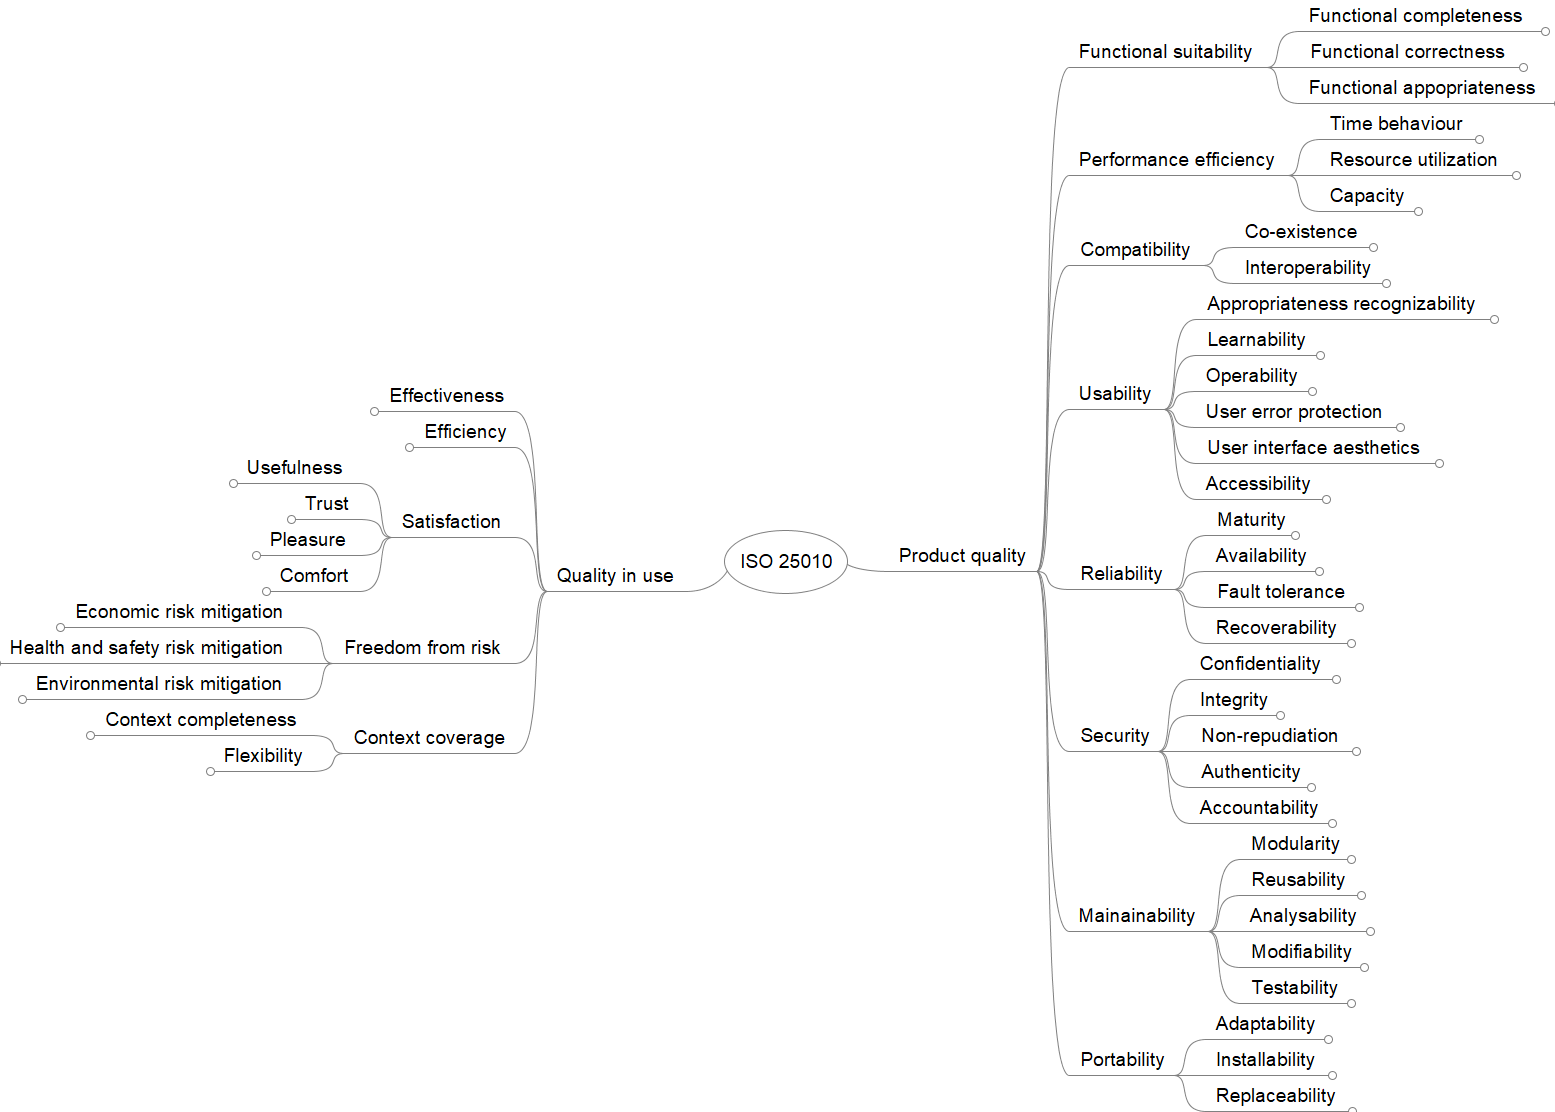 ISO 25010
Product quality
Functional suitability
Functional completeness
Functional correctness
Functional appopriateness
Performance efficiency
Time behaviour
Resource utilization
Capacity
Compatibility
Co-existence
Interoperability
Usability
Appropriateness recognizability
Learnability
Operability
User error protection
User interface aesthetics
Accessibility
Reliability
Maturity
Availability
Fault tolerance
Recoverability
Security
Confidentiality
Integrity
Non-repudiation
Authenticity
Accountability
Mainainability
Modularity
Reusability
Analysability
Modifiability
Testability
Portability
Adaptability
Installability
Replaceability
Quality in use
Effectiveness
Efficiency
Satisfaction
Usefulness
Trust
Pleasure
Comfort
Freedom from risk
Economic risk mitigation
Health and safety risk mitigation
Environmental risk mitigation
Context coverage
Context completeness
Flexibility